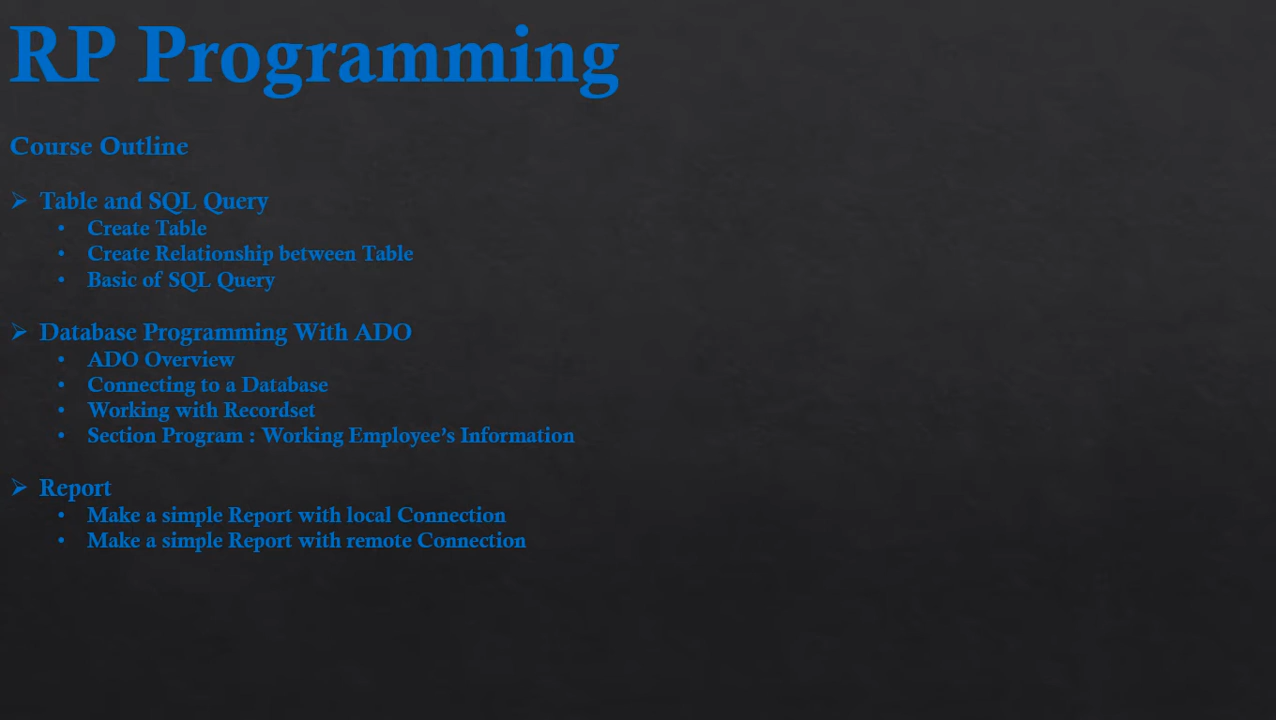 RP Programming
Course Outline
➢ Table and SQL Query
• Create Table
• Create Relationship between Table
• Basic of SQL Query
➢ Database Programming With ADO
• ADO Overview
• Connecting to a Database
• Working with Recordset
• Section Program : Working Employee’s Information
➢ Report
• Make a simple Report with local Connection
• Make a simple Report with remote Connection